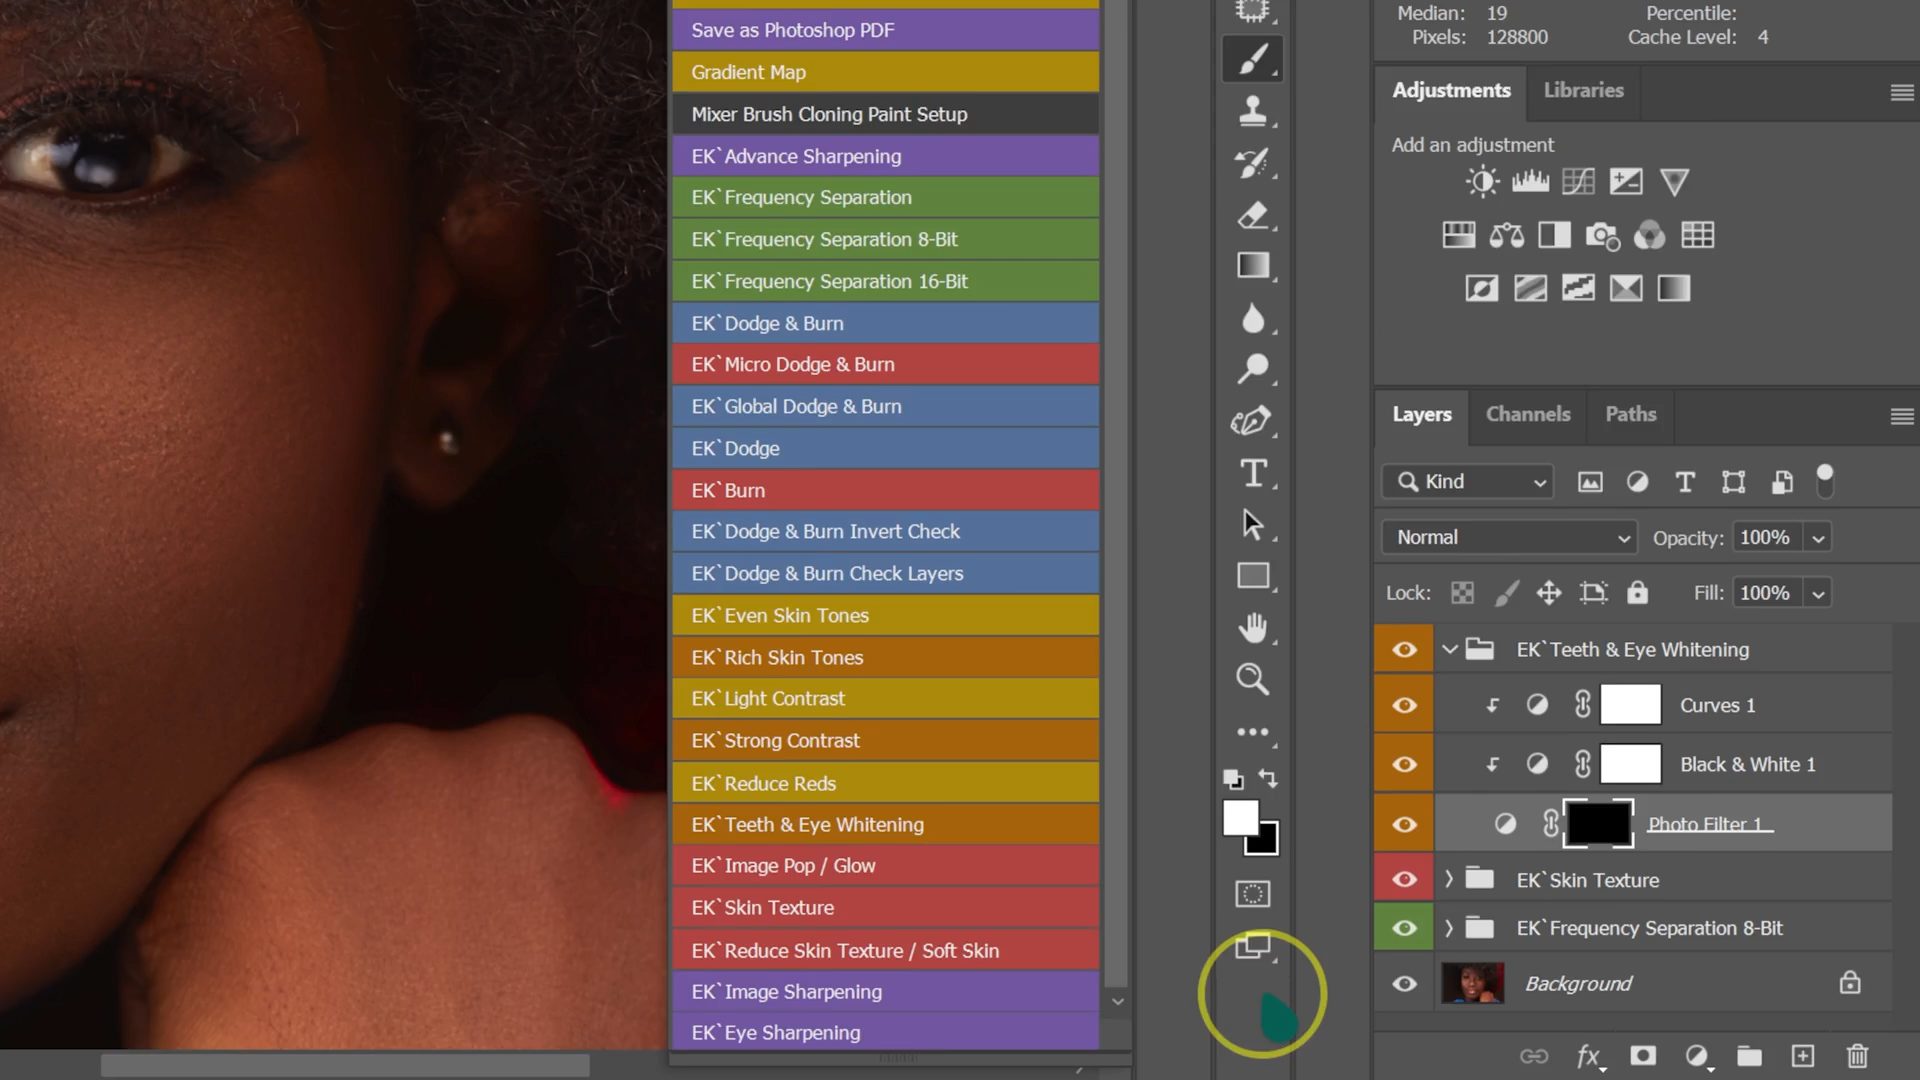 Save as Photoshop PDF
Gradient Map
Mixer Brush Cloning Paint Setup
EK`Advance Sharpening
EK`Frequency Separation
EK`Frequency Separation 8-Bit
EK`Frequency Separation 16-Bit
EK`Dodge & Burn
EK`Micro Dodge & Burn
EK`Global Dodge & Burn
EK`Dodge
EK`Burn
EK`Dodge & Burn Invert Check
EK`Dodge & Burn Check Layers
EK`Even Skin Tones
EK`Rich Skin Tones
EK`Light Contrast
EK`Strong Contrast
EK`Reduce Reds
EK`Teeth & Eye Whitening
EK`Image Pop / Glow
EK`Skin Texture
EK`Reduce Skin Texture / Soft Skin
EK`Image Sharpening
EK`Eye Sharpening
Median: 19 Percentile:
Pixels: 128800 Cache Level: 4
Adjustments Libraries
Add an adjustment
Layers Channels Paths
Kind
Normal Opacity: 100%
Lock: Fill: 100%
EK`Teeth & Eye Whitening
Curves 1
Black & White 1
Photo Filter 1
EK`Skin Texture
EK`Frequency Separation 8-Bit
Background
fx